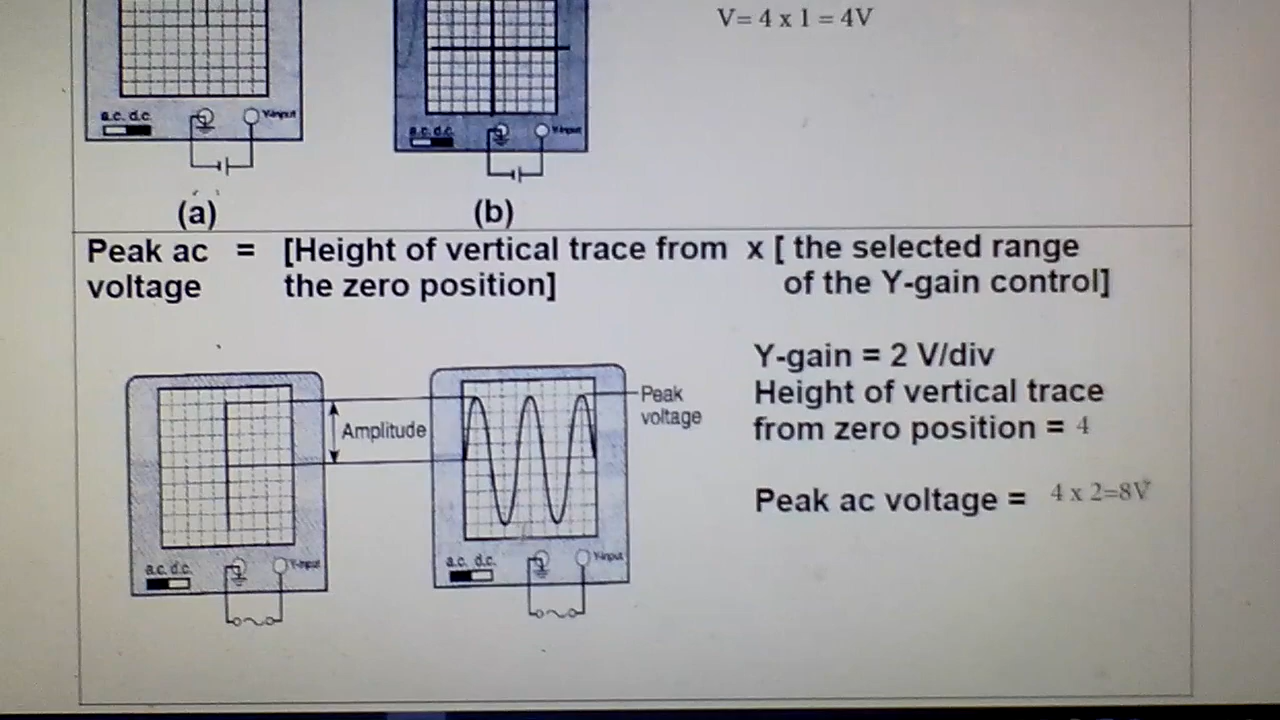 V= 4 x 1 = 4V
a.c. d.c.
Y-input
a.c. d.c.
Y-input
(a)
(b)
Peak ac = [Height of vertical trace from x [ the selected range
voltage the zero position] of the Y-gain control]
Y-gain = 2 V/div
Height of vertical trace
from zero position = 4
Peak ac voltage = 4 x 2=8V
Amplitude
Peak
voltage
a.c. d.c.
Y-input
a.c. d.c.
Y-input